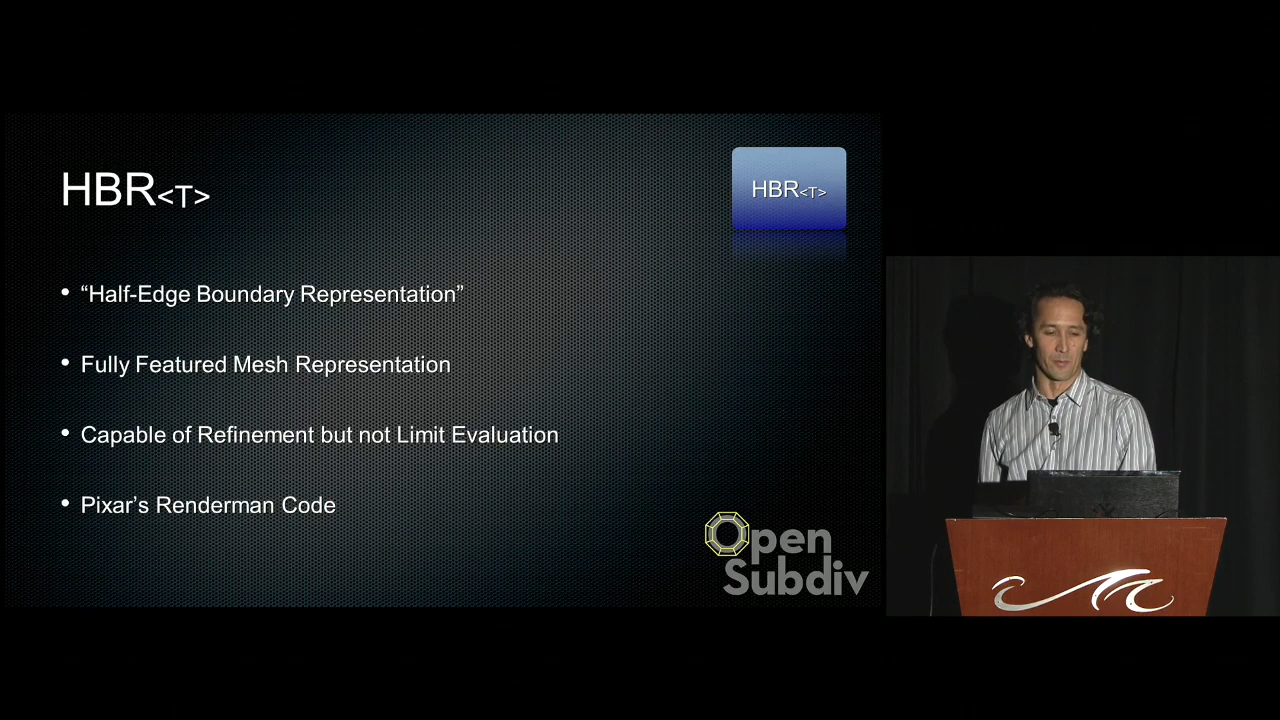 HBR<T>
HBR<T>
• “Half-Edge Boundary Representation”
• Fully Featured Mesh Representation
• Capable of Refinement but not Limit Evaluation
• Pixar’s Renderman Code
Open
Subdiv